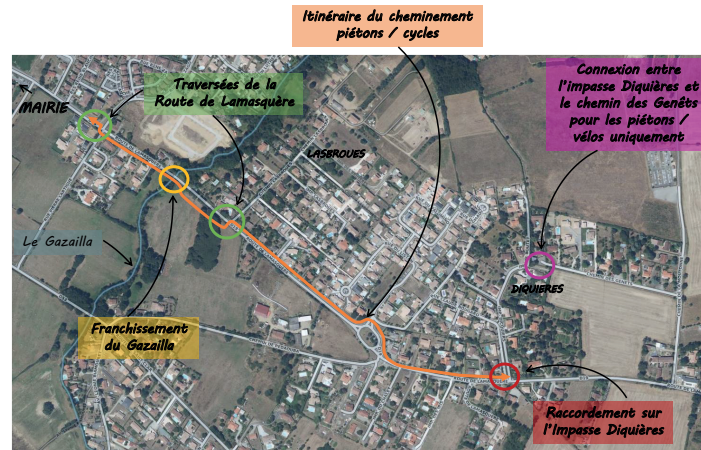 Itinéraire du cheminement
piétons / cycles
Connexion entre
l'impasse Diquières et
le chemin des Genêts
pour les piétons /
vélos uniquement
Traversées de la
Route de Lamasquère
MAIRIE
LASBROUES
Le Gazailla
DIQUIERES
Franchissement
du Gazailla
Raccordement sur
l'Impasse Diquières